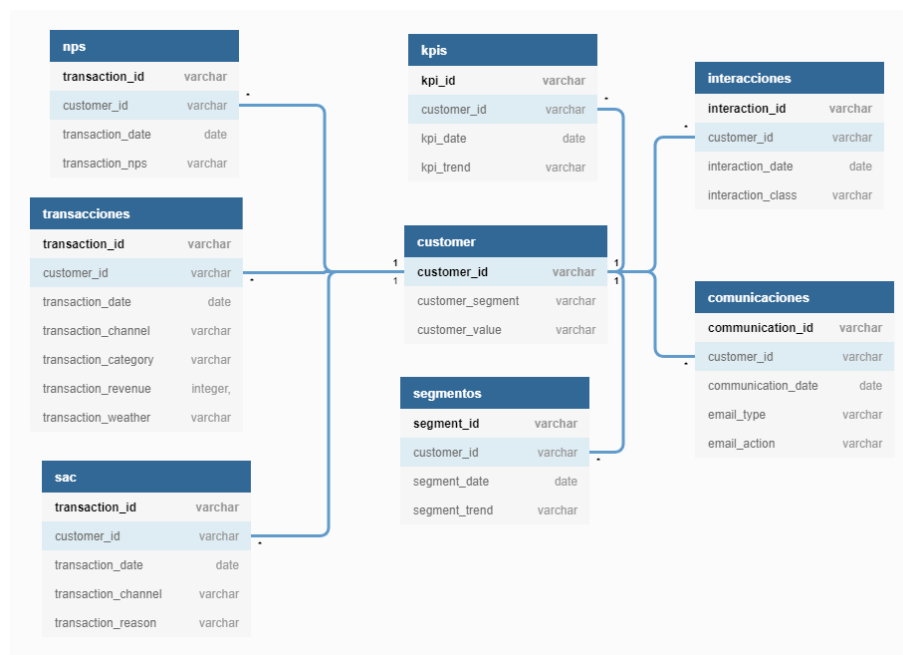 nps
transaction_id varchar
customer_id varchar
transaction_date date
transaction_nps varchar
transacciones
transaction_id varchar
customer_id varchar
transaction_date date
transaction_channel varchar
transaction_category varchar
transaction_revenue integer,
transaction_weather varchar
sac
transaction_id varchar
customer_id varchar
transaction_date date
transaction_channel varchar
transaction_reason varchar
kpis
kpi_id varchar
customer_id varchar
kpi_date date
kpi_trend varchar
customer
1 customer_id varchar 1
1 customer_segment varchar 1
customer_value varchar
segmentos
segment_id varchar
customer_id varchar
segment_date date
segment_trend varchar
interacciones
interaction_id varchar
customer_id varchar
interaction_date date
interaction_class varchar
comunicaciones
communication_id varchar
customer_id varchar
communication_date date
email_type varchar
email_action varchar